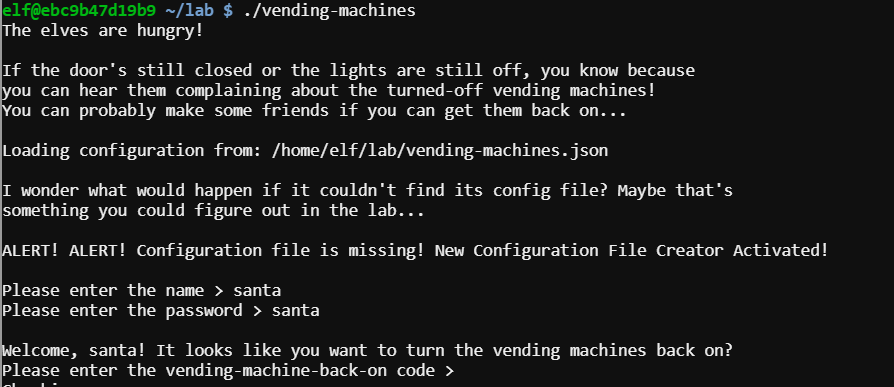 elf@ebc9b47d19b9 ~/lab $ ./vending-machines
The elves are hungry!
If the door's still closed or the lights are still off, you know because
you can hear them complaining about the turned-off vending machines!
You can probably make some friends if you can get them back on...
Loading configuration from: /home/elf/lab/vending-machines.json
I wonder what would happen if it couldn't find its config file? Maybe that's
something you could figure out in the lab...
ALERT! ALERT! Configuration file is missing! New Configuration File Creator Activated!
Please enter the name > santa
Please enter the password > santa
Welcome, santa! It looks like you want to turn the vending machines back on?
Please enter the vending-machine-back-on code >